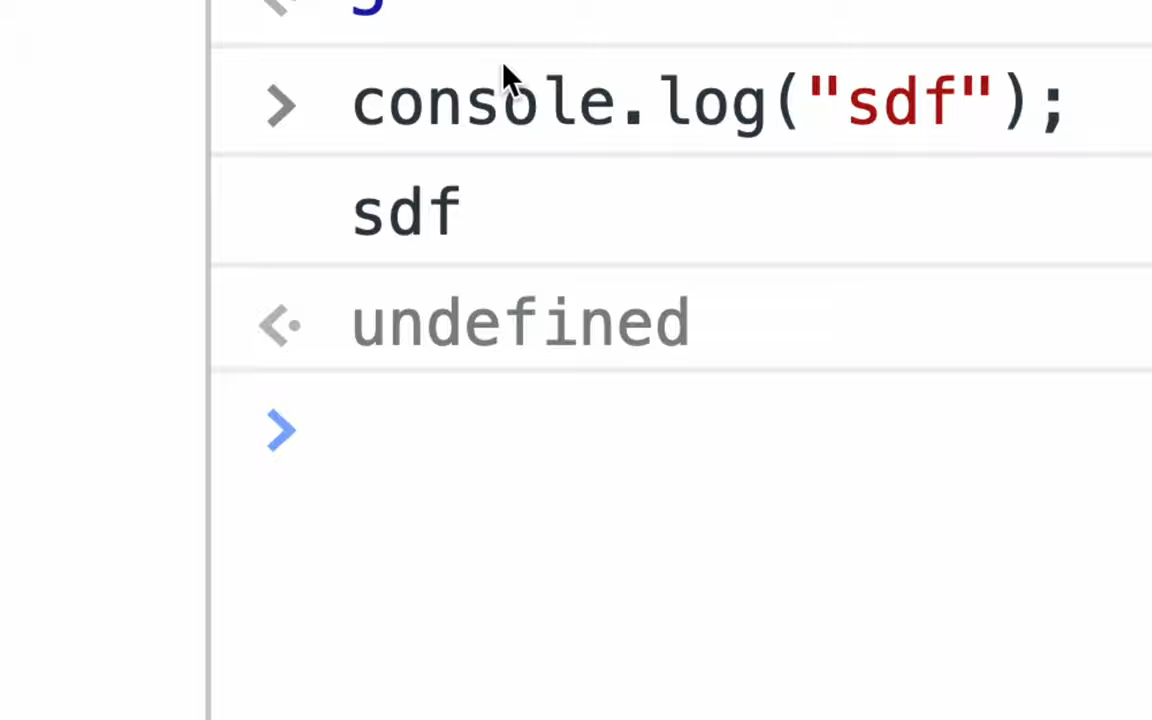 > console.log("sdf");
sdf
undefined
>